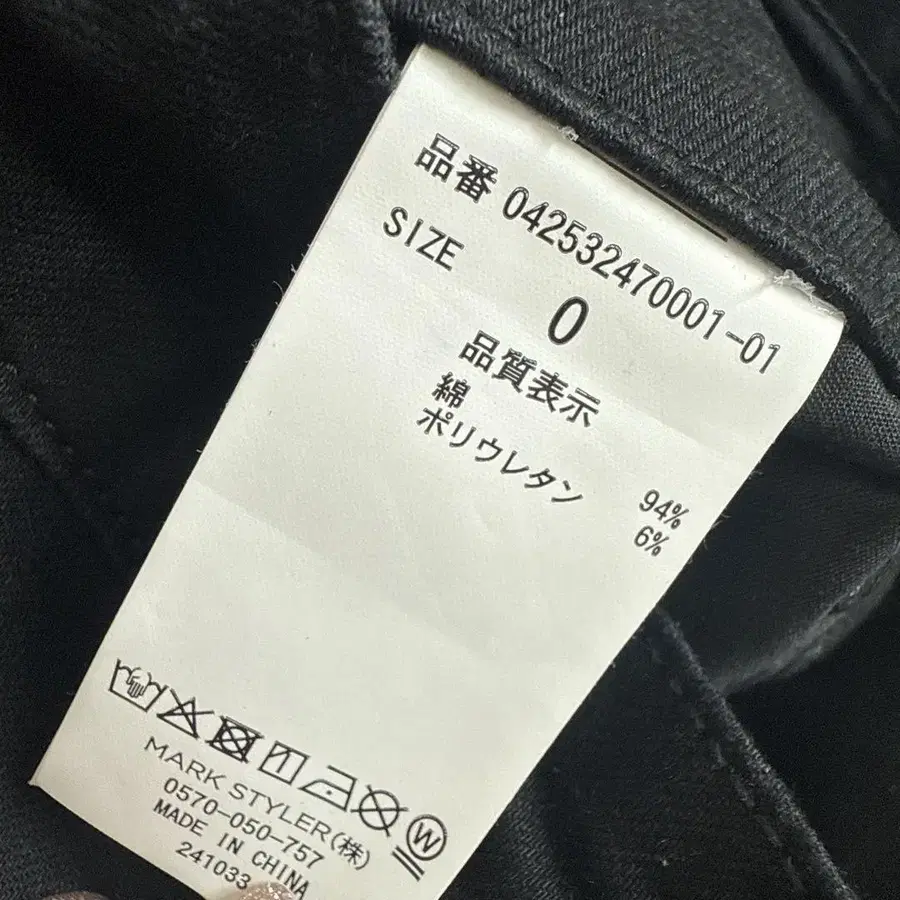 品番 042532470001-01
SIZE
0
品質表示
綿 94%
ポリウレタン 6%
W
MARK STYLER(株)
0570-050-757
MADE IN CHINA
241033